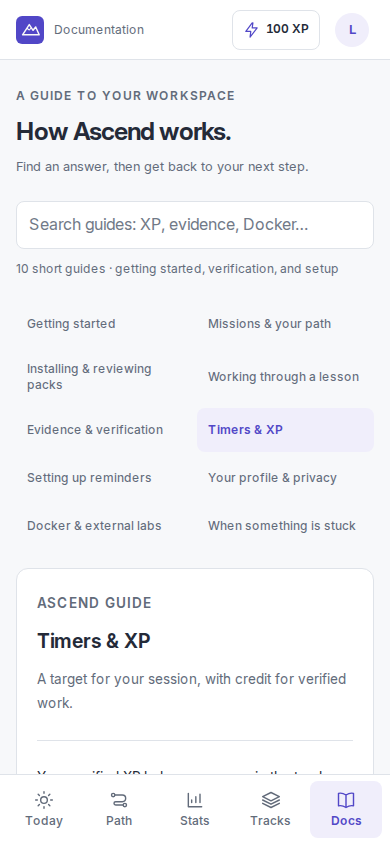 Documentation
100 XP
L
A GUIDE TO YOUR WORKSPACE
How Ascend works.
Find an answer, then get back to your next step.
Search guides: XP, evidence, Docker...
10 short guides · getting started, verification, and setup
Getting started
Missions & your path
Installing & reviewing
packs
Working through a lesson
Evidence & verification
Timers & XP
Setting up reminders
Your profile & privacy
Docker & external labs
When something is stuck
ASCEND GUIDE
Timers & XP
A target for your session, with credit for verified
work.
Today
Path
Stats
Tracks
Docs